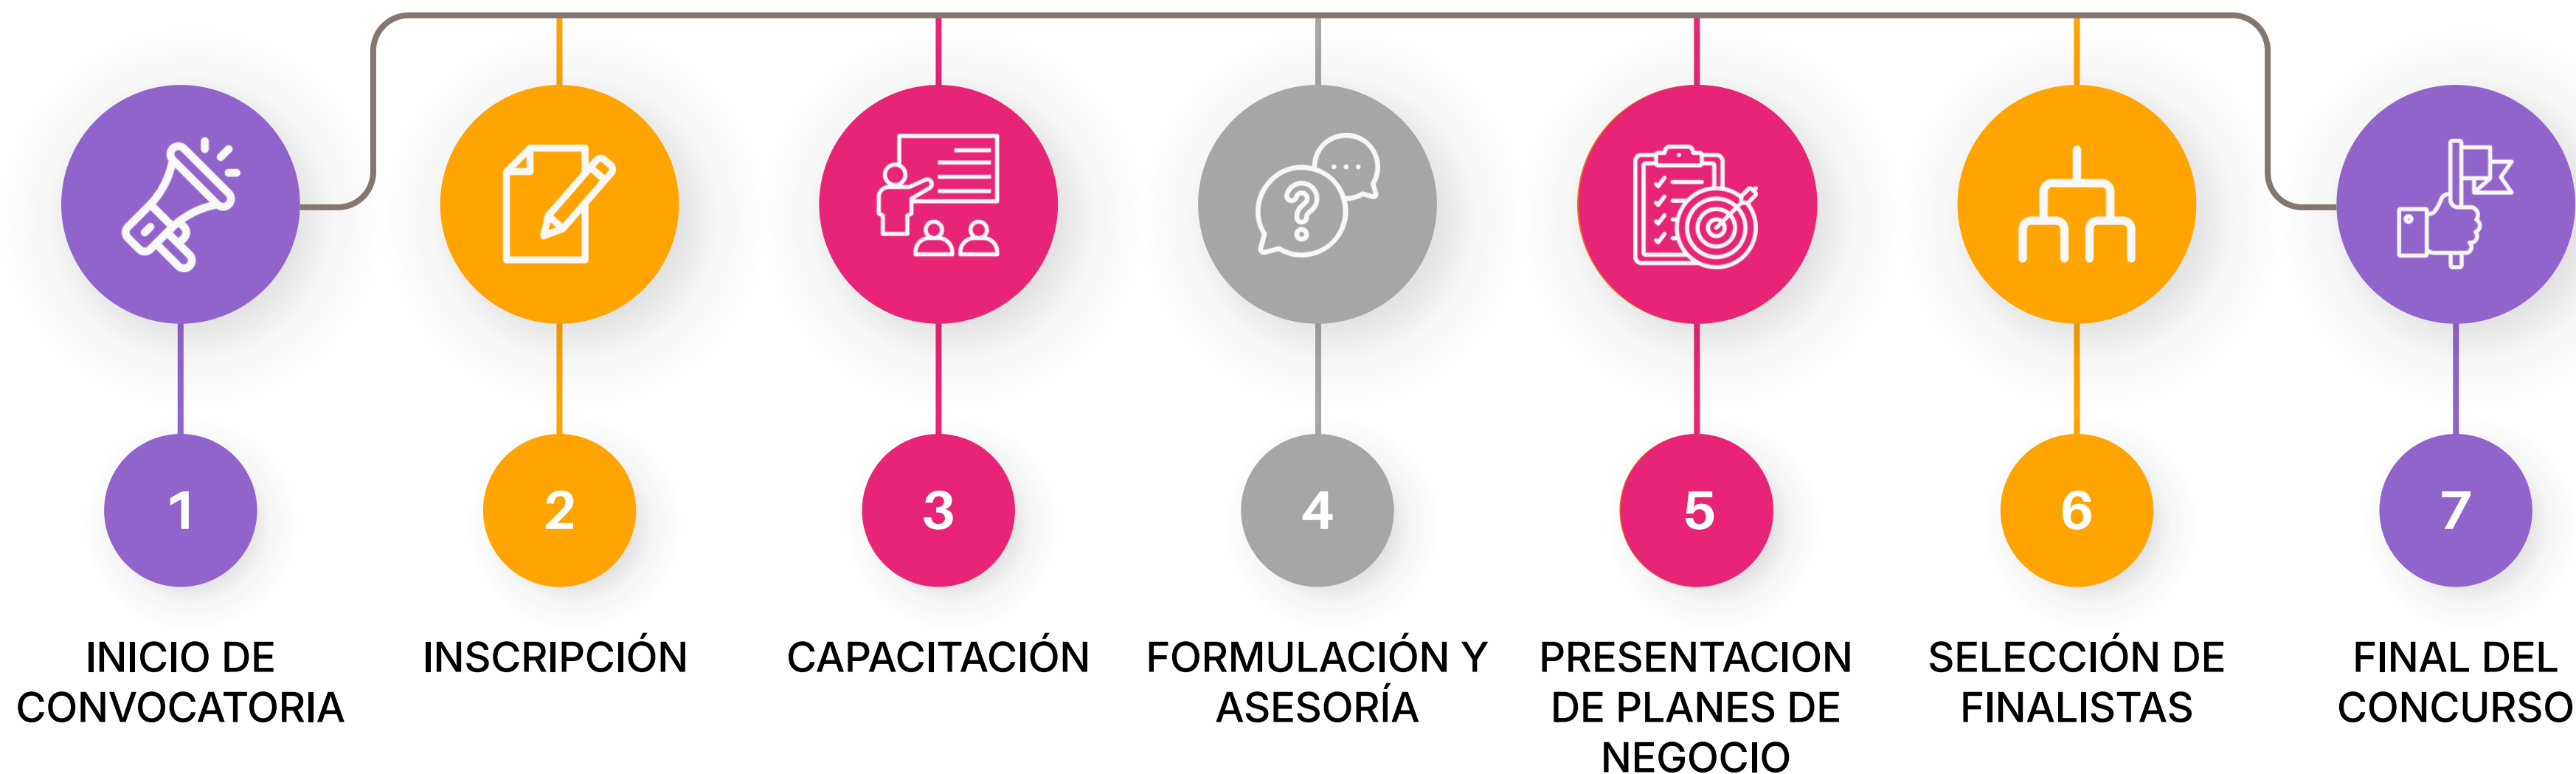 1
2
3
4
5
6
7
INICIO DE
CONVOCATORIA
INSCRIPCIÓN
CAPACITACIÓN
FORMULACIÓN Y
ASESORÍA
PRESENTACION
DE PLANES DE
NEGOCIO
SELECCIÓN DE
FINALISTAS
FINAL DEL
CONCURSO